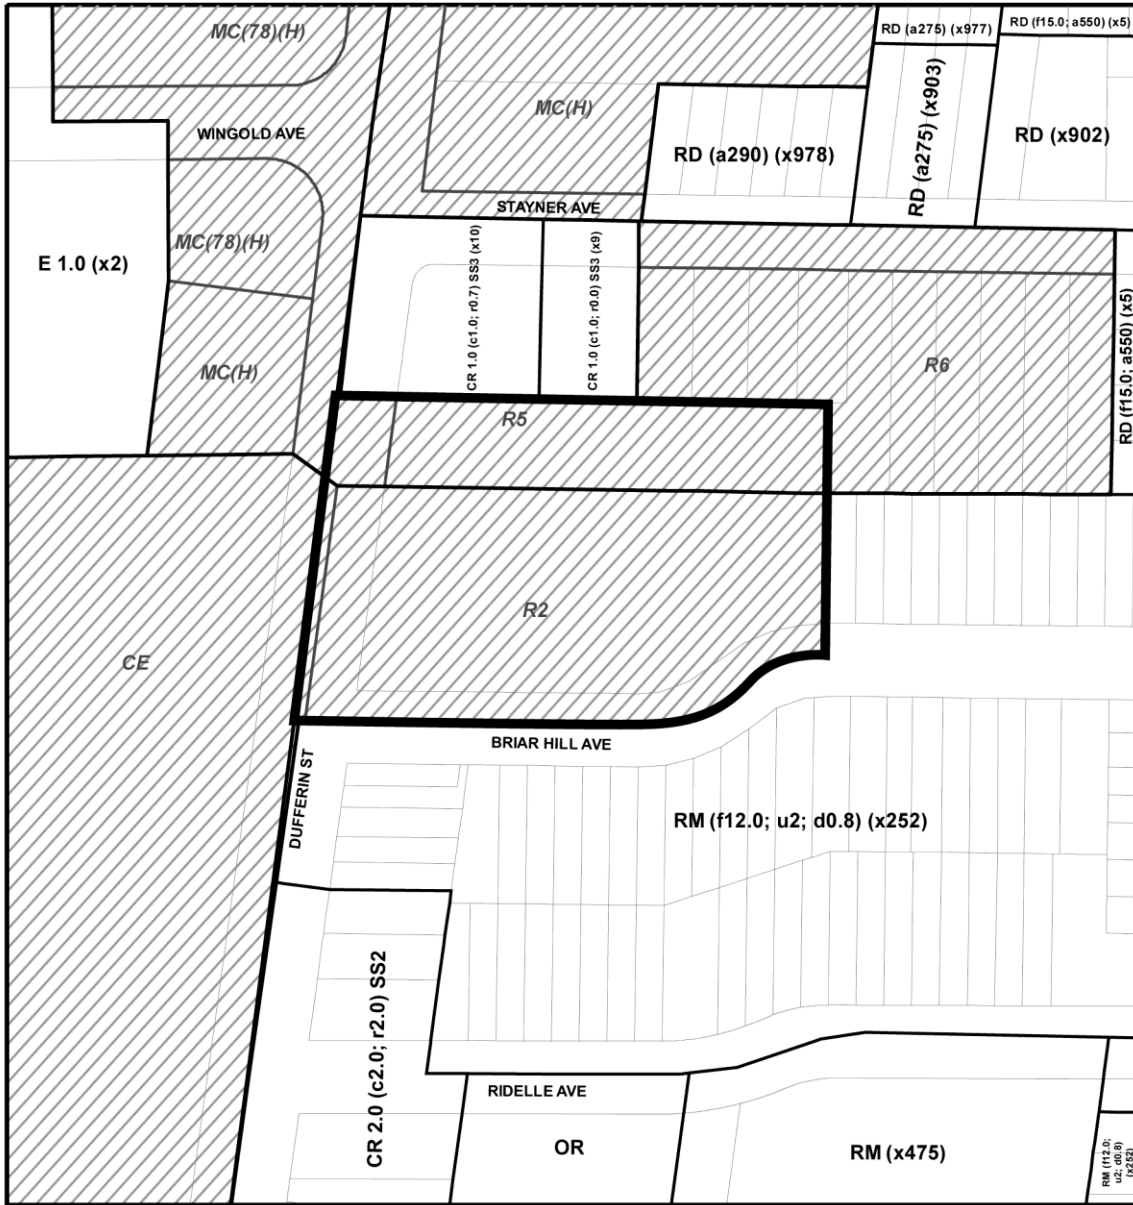 MC(78)(H)
RD (a275) (x977)
RD (f15.0; a550) (x5)
MC(H)
WINGOLD AVE
RD (a290) (x978)
RD (a275) (x903)
RD (x902)
STAYNER AVE
MC(78)(H)
E 1.0 (x2)
CR 1.0 (c1.0; r0.7) SS3 (x10)
CR 1.0 (c1.0; r0.0) SS3 (x9)
RD (f15.0; a550) (x5)
MC(H)
R6
R5
R2
CE
BRIAR HILL AVE
DUFFERIN ST
RM (f12.0; u2; d0.8) (x252)
CR 2.0 (c2.0; r2.0) SS2
RIDELLE AVE
OR
RM (x475)
RM (f12.0;
u2; d0.8)
(x252)